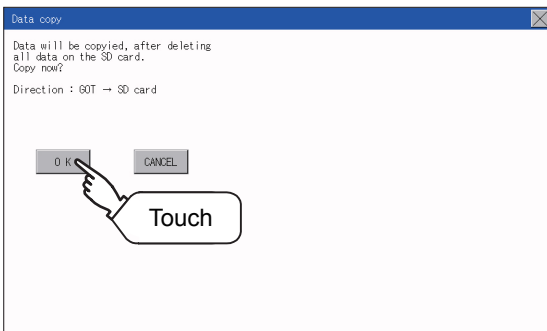 Data copy
Data will be copyied, after deleting
all data on the SD card.
Copy now?
Direction : GOT → SD card
O K
CANCEL
Touch